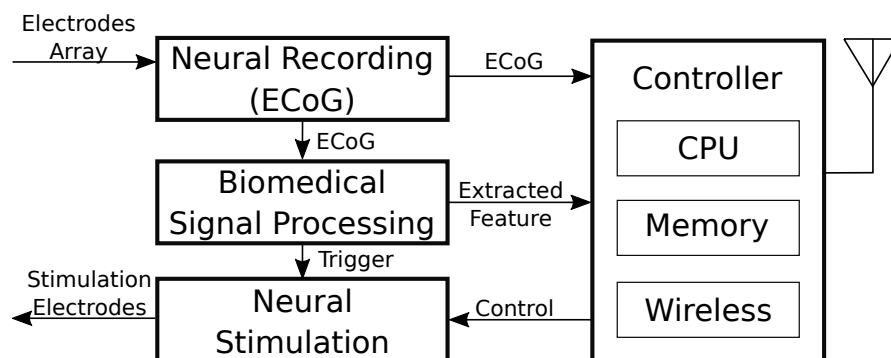 Electrodes
Array
Neural Recording
(ECoG)
ECoG
Controller
CPU
ECoG
Biomedical
Signal Processing
Extracted
Feature
Memory
Trigger
Stimulation
Electrodes
Neural
Stimulation
Control
Wireless